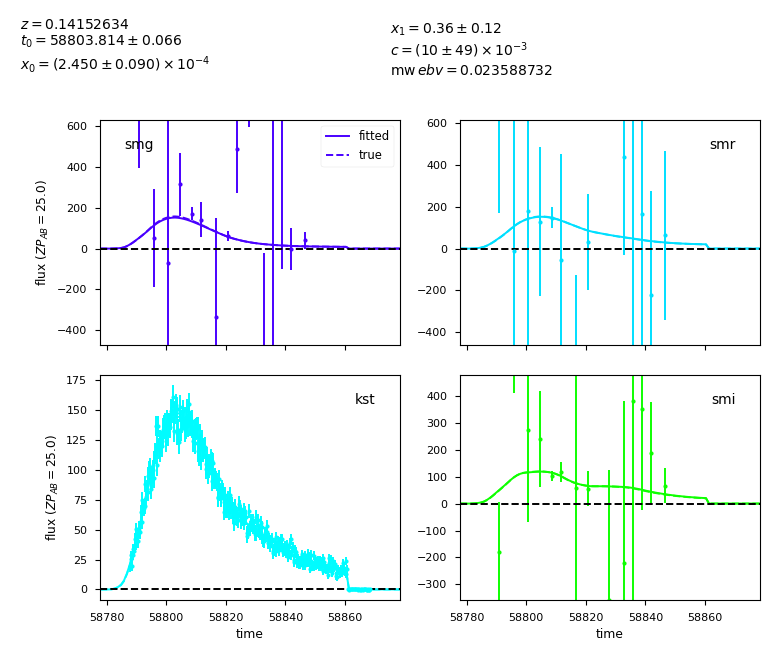 z = 0.14152634
t₀ = 58803.814 ± 0.066
x₀ = (2.450 ± 0.090) × 10⁻⁴
x₁ = 0.36 ± 0.12
c = (10 ± 49) × 10⁻³
mw ebv = 0.023588732
smg
fitted
true
600
400
200
0
−200
−400
flux (ZP_AB = 25.0)
smr
600
400
200
0
−200
−400
kst
175
150
125
100
75
50
25
0
flux (ZP_AB = 25.0)
58780 58800 58820 58840 58860
time
smi
400
300
200
100
0
−100
−200
−300
58780 58800 58820 58840 58860
time